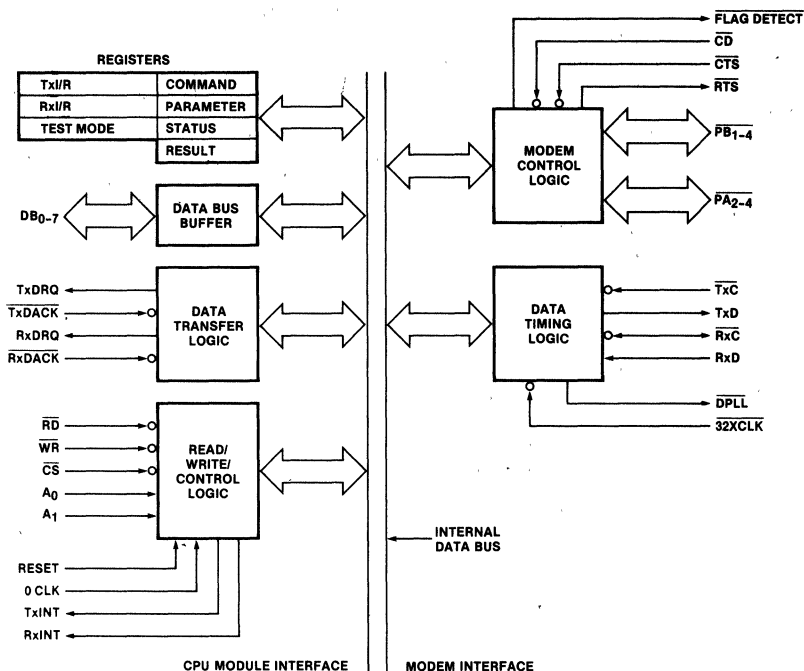 REGISTERS
TxI/R COMMAND
RxI/R PARAMETER
TEST MODE STATUS
RESULT
DB0–7
DATA BUS
BUFFER
TxDRQ
TxDACK
RxDRQ
RxDACK
DATA
TRANSFER
LOGIC
RD
WR
CS
A0
A1
READ/
WRITE/
CONTROL
LOGIC
RESET
0 CLK
TxINT
RxINT
CPU MODULE INTERFACE
FLAG DETECT
CD
CTS
RTS
PB1–4
PA2–4
MODEM
CONTROL
LOGIC
DATA
TIMING
LOGIC
TxC
TxD
RxC
RxD
DPLL
32XCLK
INTERNAL
DATA BUS
MODEM INTERFACE